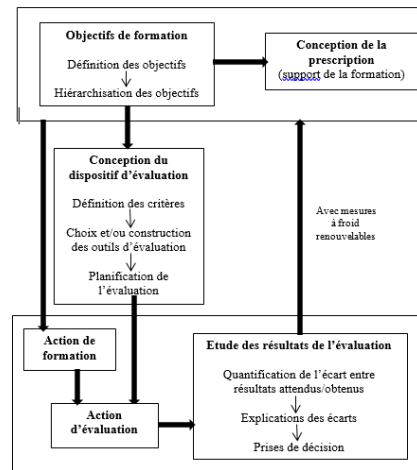 Objectifs de formation
Définition des objectifs
Hiérarchisation des objectifs
Conception de la
prescription
(support de la formation)
Conception du
dispositif d'évaluation
Définition des critères
Choix et/ou construction
des outils d'évaluation
Planification de
l'évaluation
Avec mesures
à froid
renouvelables
Action de
formation
Action
d'évaluation
Etude des résultats de l'évaluation
Quantification de l'écart entre
résultats attendus/obtenus
Explications des écarts
Prises de décision